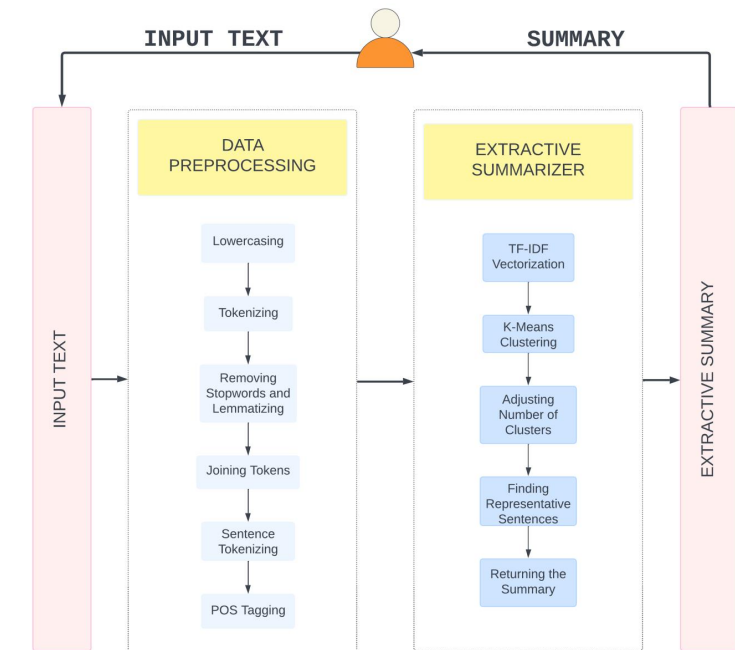 INPUT TEXT
SUMMARY
INPUT TEXT
DATA
PREPROCESSING
Lowercasing
Tokenizing
Removing
Stopwords and
Lemmatizing
Joining Tokens
Sentence
Tokenizing
POS Tagging
EXTRACTIVE
SUMMARIZER
TF-IDF
Vectorization
K-Means
Clustering
Adjusting
Number of
Clusters
Finding
Representative
Sentences
Returning the
Summary
EXTRACTIVE SUMMARY